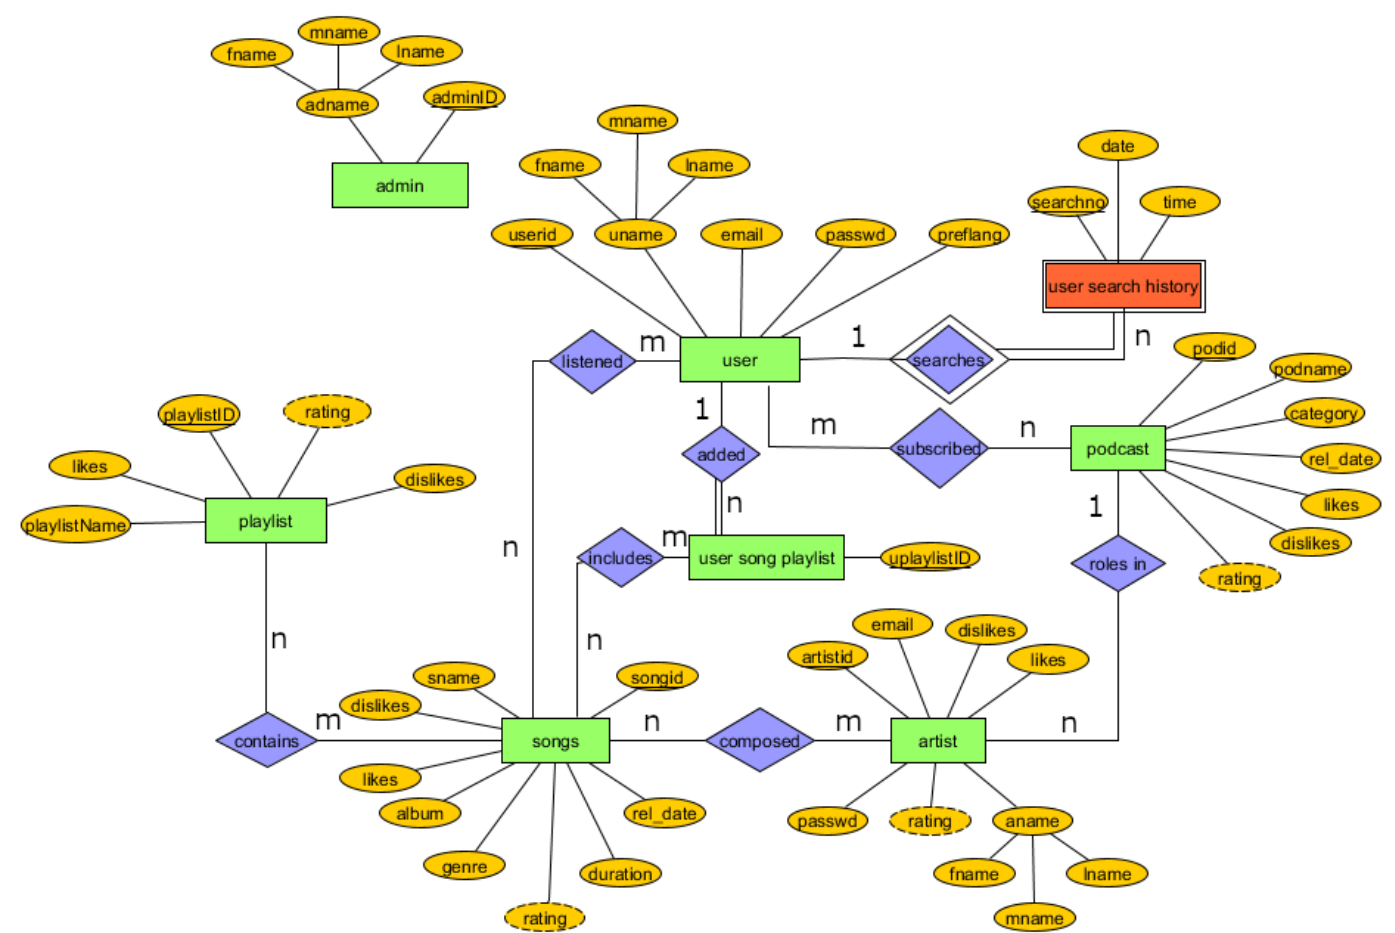 mname
fname
lname
adname
adminID
admin
mname
fname
lname
userid
uname
email
passwd
preflang
date
searchno
time
user search history
listened
m
user
1
searches
n
podid
podname
category
rel_date
likes
dislikes
rating
podcast
1
added
n
m
subscribed
n
playlistID
rating
likes
dislikes
playlistName
playlist
n
includes
m
user song playlist
uplaylistID
n
n
1
roles in
n
contains
m
sname
songid
dislikes
songs
likes
album
genre
rating
duration
rel_date
n
composed
m
artistid
email
dislikes
likes
artist
passwd
rating
aname
fname
lname
mname